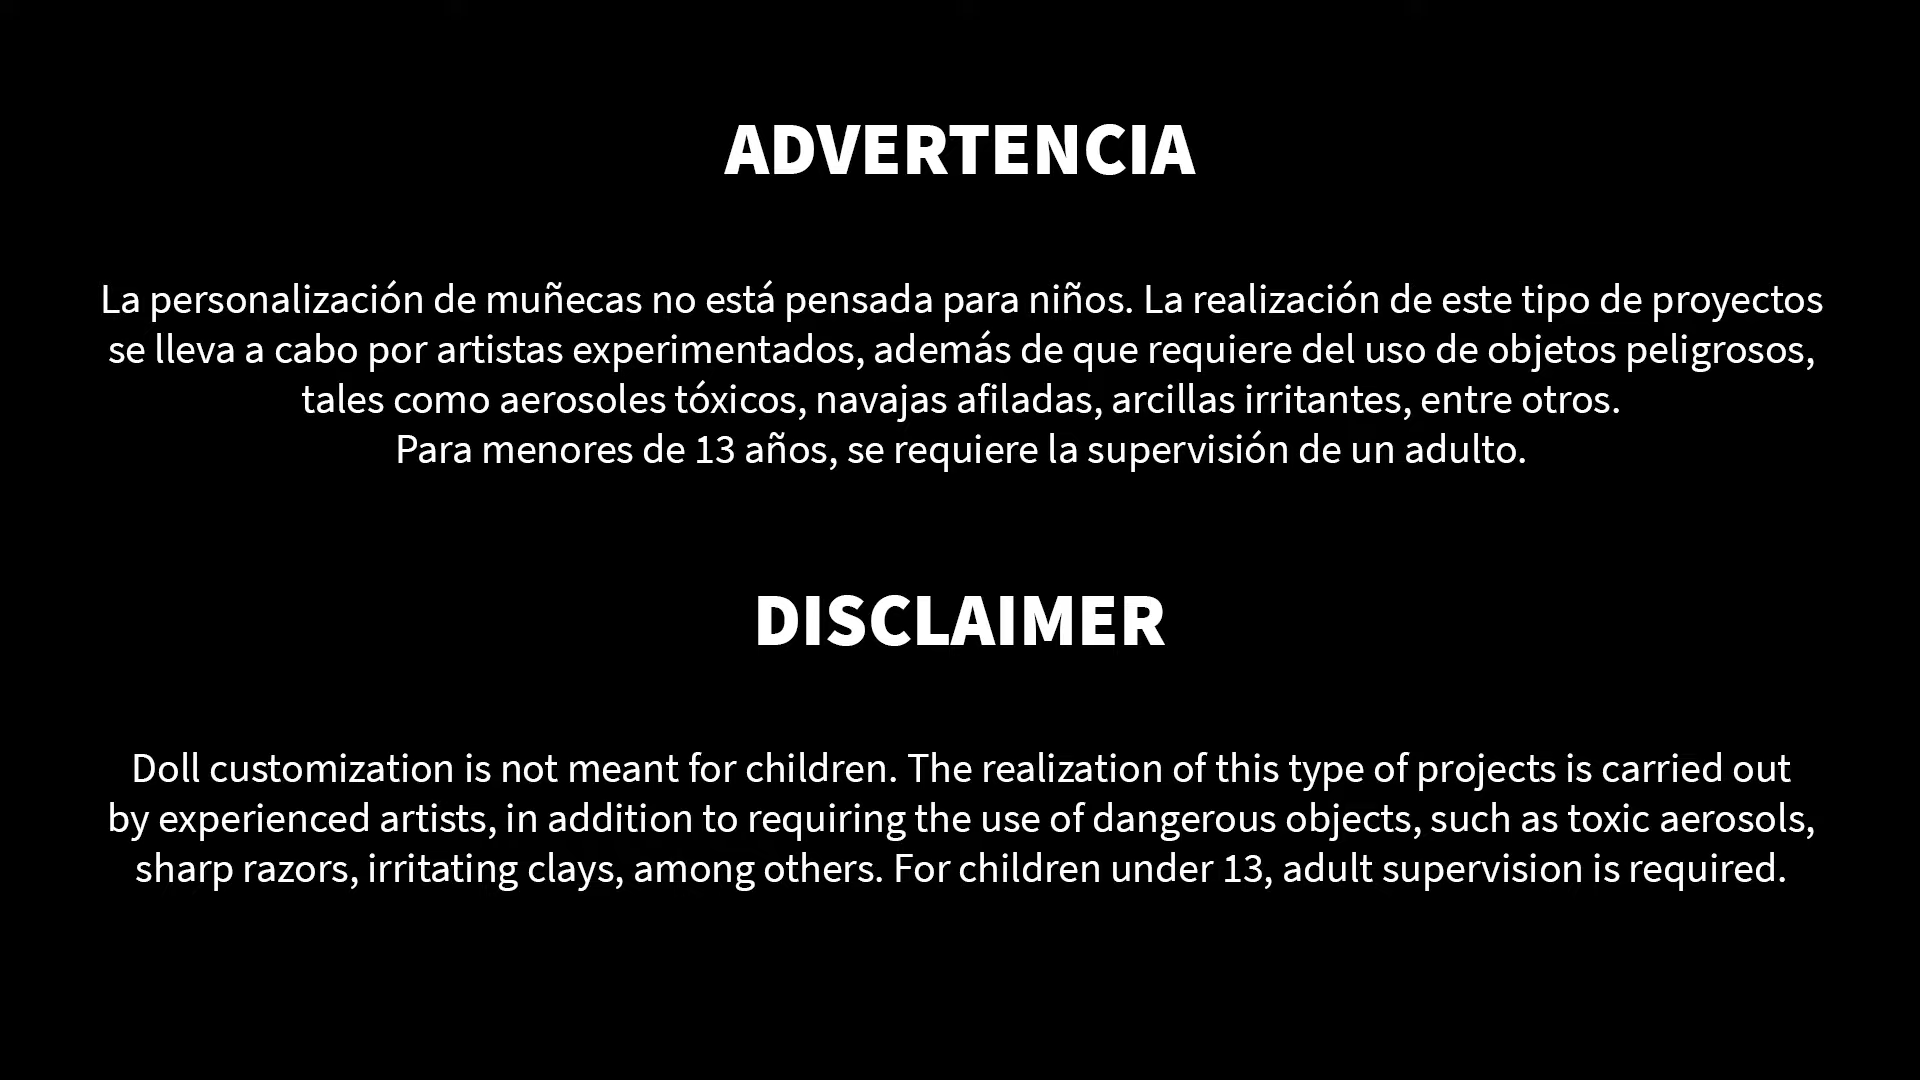 ADVERTENCIA
La personalización de muñecas no está pensada para niños. La realización de este tipo de proyectos
se lleva a cabo por artistas experimentados, además de que requiere del uso de objetos peligrosos,
tales como aerosoles tóxicos, navajas afiladas, arcillas irritantes, entre otros.
Para menores de 13 años, se requiere la supervisión de un adulto.
DISCLAIMER
Doll customization is not meant for children. The realization of this type of projects is carried out
by experienced artists, in addition to requiring the use of dangerous objects, such as toxic aerosols,
sharp razors, irritating clays, among others. For children under 13, adult supervision is required.